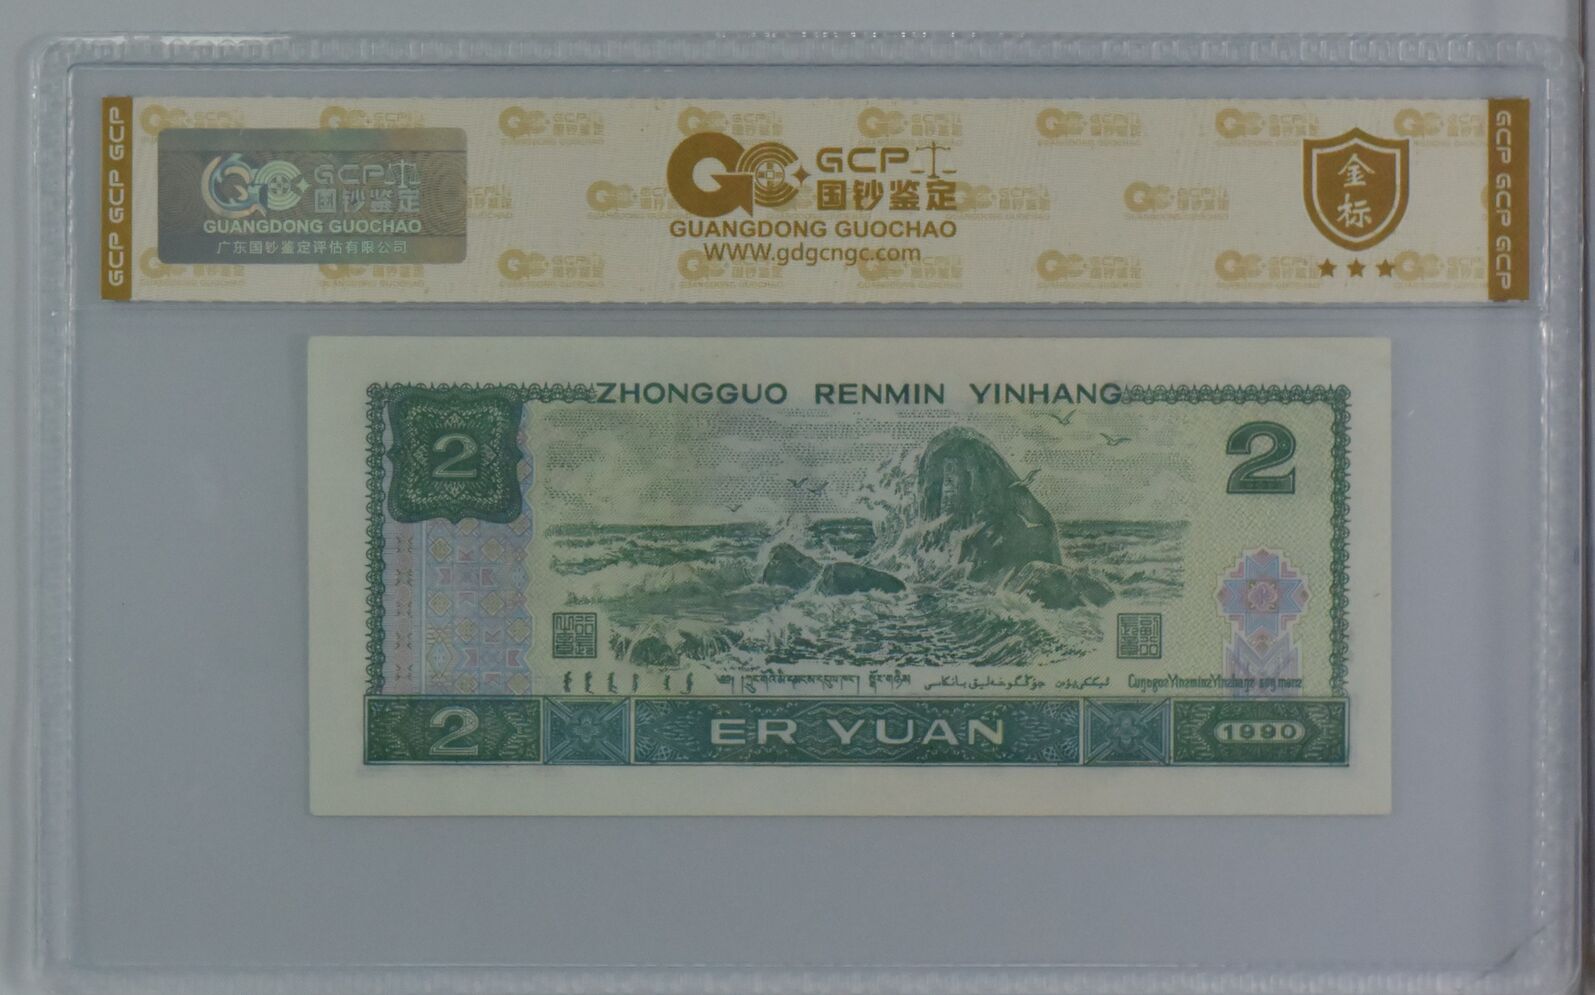 GCP GCP GCP
GCP
国钞鉴定
GUANGDONG GUOCHAO
广东国钞鉴定评估有限公司
GCP
国钞鉴定
GUANGDONG GUOCHAO
WWW.gdgcngc.com
金标
GCP GCP GCP
ZHONGGUO RENMIN YINHANG
2
2
2
ER YUAN
1990